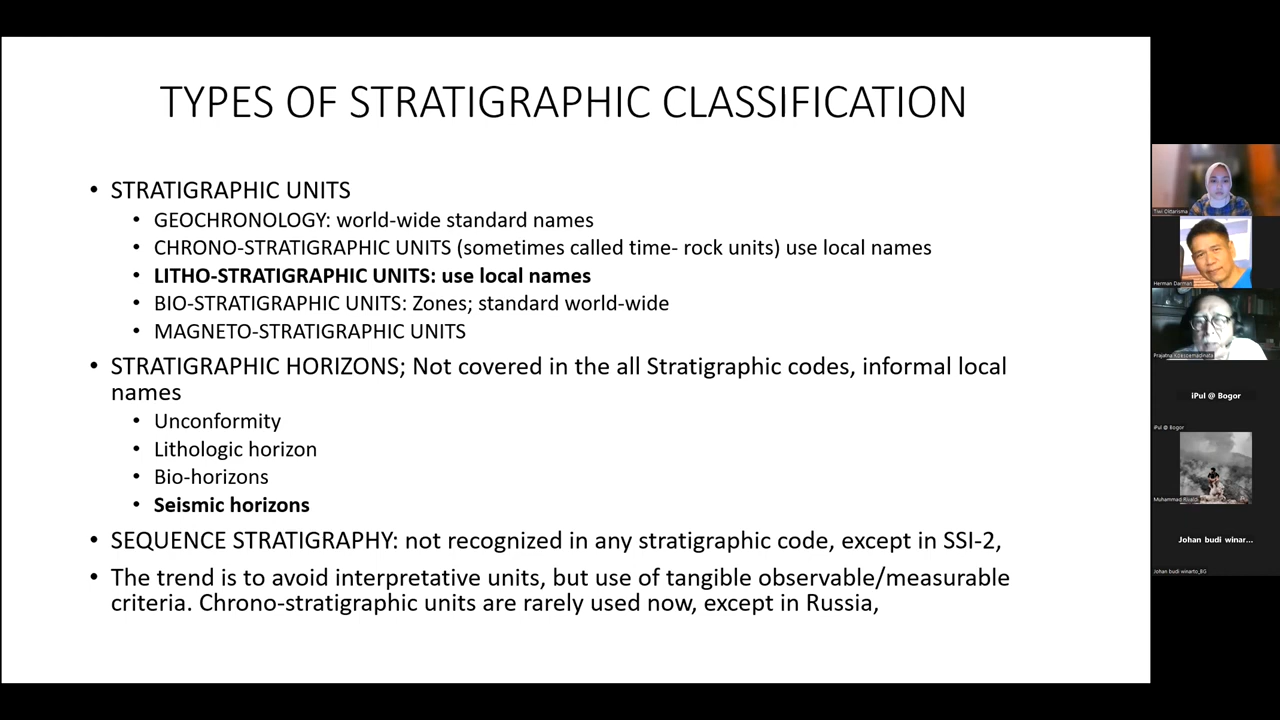 TYPES OF STRATIGRAPHIC CLASSIFICATION
• STRATIGRAPHIC UNITS
• GEOCHRONOLOGY: world-wide standard names
• CHRONO-STRATIGRAPHIC UNITS (sometimes called time- rock units) use local names
• LITHO-STRATIGRAPHIC UNITS: use local names
• BIO-STRATIGRAPHIC UNITS: Zones; standard world-wide
• MAGNETO-STRATIGRAPHIC UNITS
• STRATIGRAPHIC HORIZONS; Not covered in the all Stratigraphic codes, informal local
names
• Unconformity
• Lithologic horizon
• Bio-horizons
• Seismic horizons
• SEQUENCE STRATIGRAPHY: not recognized in any stratigraphic code, except in SSI-2,
• The trend is to avoid interpretative units, but use of tangible observable/measurable
criteria. Chrono-stratigraphic units are rarely used now, except in Russia,
Tiwi
Herman Darman
iPul @ Bogor
iPul @ Bogor
Muhammad Rivaldi
Johan budi winar...
Johan budi winarto_BG